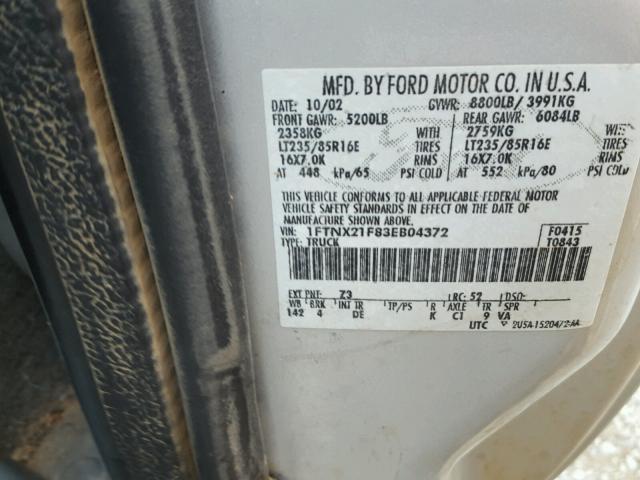 MFD. BY FORD MOTOR CO. IN U.S.A.
DATE: 10/02 GVWR: 8800LB/ 3991KG
FRONT GAWR: 5200LB REAR GAWR: 6084LB
2358KG WITH 2759KG WITH
LT235/85R16E TIRES LT235/85R16E TIRES
16X7.0K RIMS 16X7.0K RIMS
AT 448 kPa/65 PSI COLD AT 552 kPa/80 PSI COLD
THIS VEHICLE CONFORMS TO ALL APPLICABLE FEDERAL MOTOR
VEHICLE SAFETY STANDARDS IN EFFECT ON THE DATE OF
MANUFACTURE SHOWN ABOVE.
VIN: 1FTNX21F83EB04372 F0415
TYPE: TRUCK T0843
EXT PNT: Z3 RC: 52 DSO:
WB BRK INT TR TP/PS R AXLE TR SPR
142 4 DE K C1 9 VA
UTC 2U5A-15204/2-AA